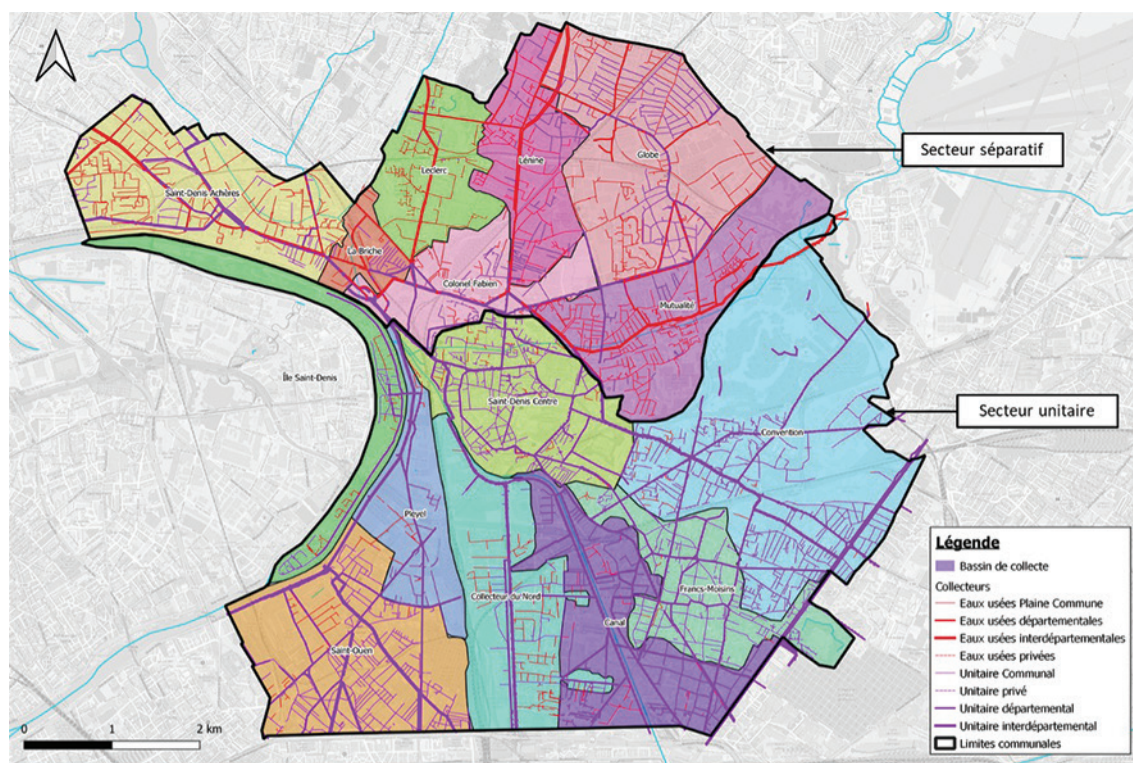 Secteur séparatif
Globe
Lénine
Leclerc
Saint-Denis Achères
La Briche
Colonel Fabien
Mutualité
Île Saint-Denis
Saint-Denis Centre
Secteur unitaire
Convention
Pleyel
Collecteur du Nord
Francs-Moisins
Canal
Saint-Ouen
Légende
Bassin de collecte
Collecteurs
Eaux usées Plaine Commune
Eaux usées départementales
Eaux usées interdépartementales
Eaux usées privées
Unitaire Communal
Unitaire privé
Unitaire départemental
Unitaire interdépartemental
Limites communales
0 1 2 km